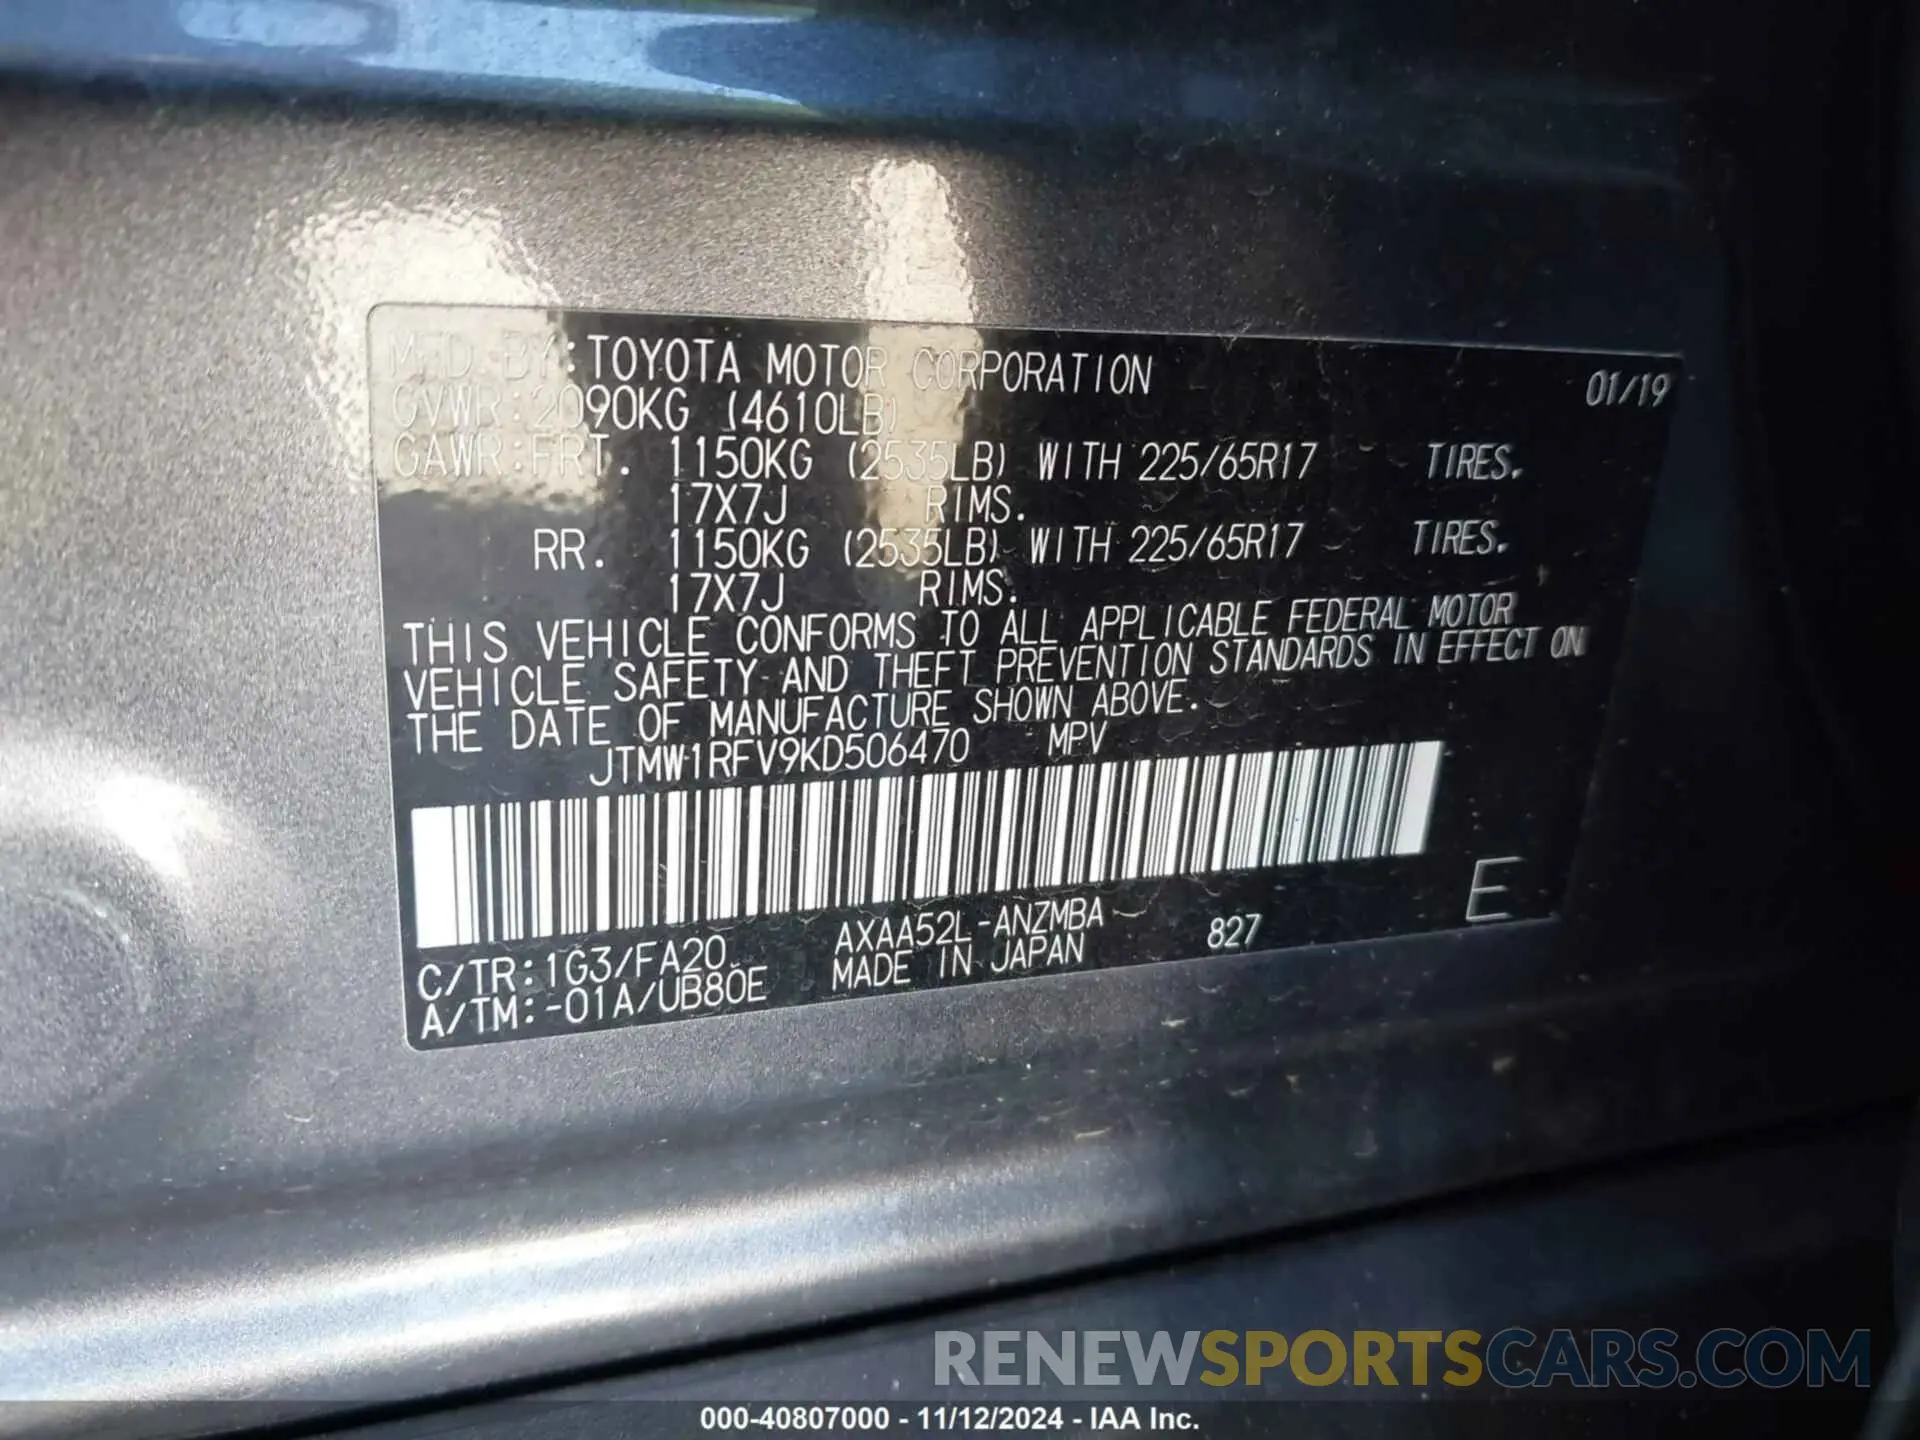 MFD BY:TOYOTA MOTOR CORPORATION 01/19
GVWR:2090KG (4610LB)
GAWR:FRT. 1150KG (2535LB) WITH 225/65R17 TIRES.
17X7J RIMS.
RR. 1150KG (2535LB) WITH 225/65R17 TIRES.
17X7J RIMS.
THIS VEHICLE CONFORMS TO ALL APPLICABLE FEDERAL MOTOR
VEHICLE SAFETY AND THEFT PREVENTION STANDARDS IN EFFECT ON
THE DATE OF MANUFACTURE SHOWN ABOVE.
JTMW1RFV9KD506470 MPV
E
C/TR:1G3/FA20 AXAA52L-ANZMBA 827
A/TM:-01A/UB80E MADE IN JAPAN
RENEWSPORTSCARS.COM
000-40807000 - 11/12/2024 - IAA Inc.